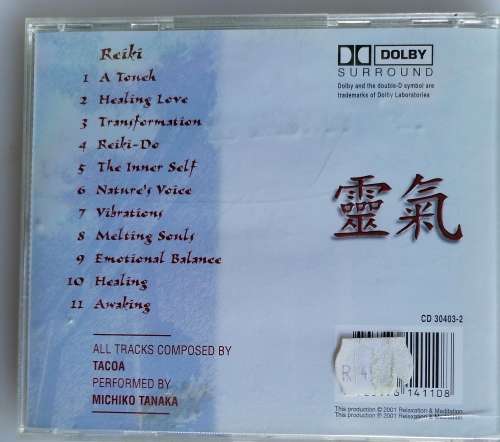 Reiki
1 A Touch
2 Healing Love
3 Transformation
4 Reiki-Do
5 The Inner Self
6 Nature's Voice
7 Vibrations
8 Melting Souls
9 Emotional Balance
10 Healing
11 Awaking
ALL TRACKS COMPOSED BY
TACOA
PERFORMED BY
MICHIKO TANAKA
DOLBY
SURROUND
Dolby and the double-D symbol are
trademarks of Dolby Laboratories
靈氣
CD 30403-2
141108
This production © 2001 Relaxation & Meditation
This production ℗ 2001 Relaxation & Meditation